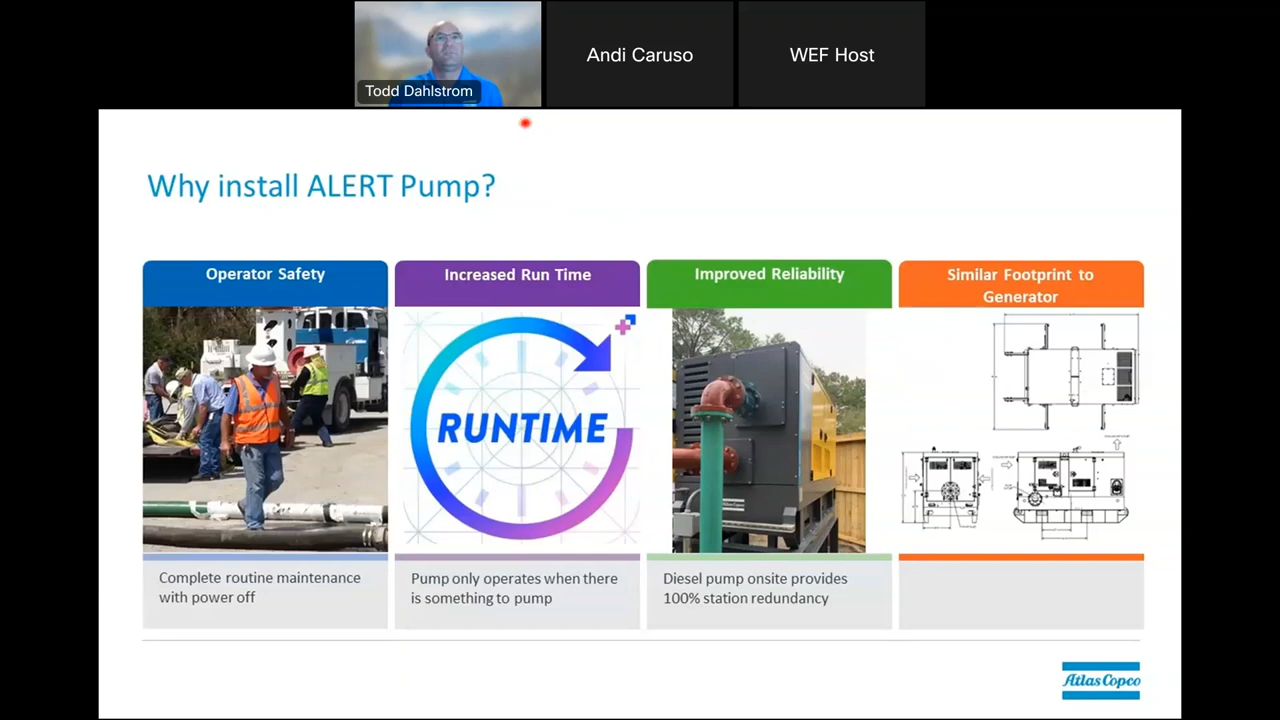 Todd Dahlstrom
Andi Caruso
WEF Host
Why install ALERT Pump?
Operator Safety
Increased Run Time
Improved Reliability
Similar Footprint to
Generator
RUNTIME
Complete routine maintenance
with power off
Pump only operates when there
is something to pump
Diesel pump onsite provides
100% station redundancy
Atlas Copco